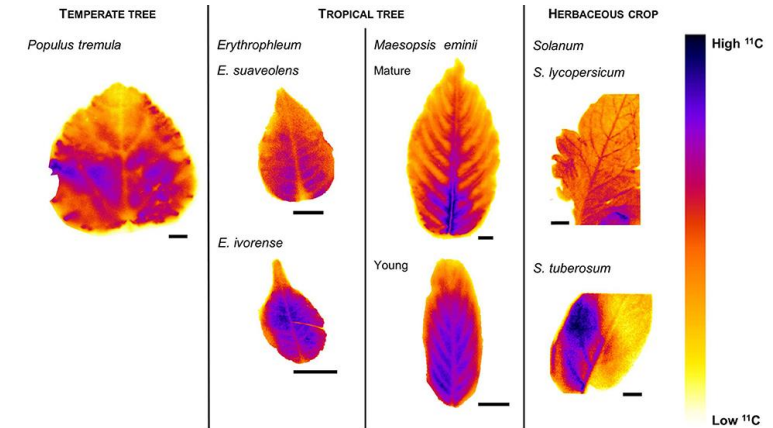 TEMPERATE TREE
TROPICAL TREE
HERBACEOUS CROP
Populus tremula
Erythrophleum
E. suaveolens
Maesopsis eminii
Mature
Solanum
S. lycopersicum
E. ivorense
Young
S. tuberosum
High ¹¹C
Low ¹¹C